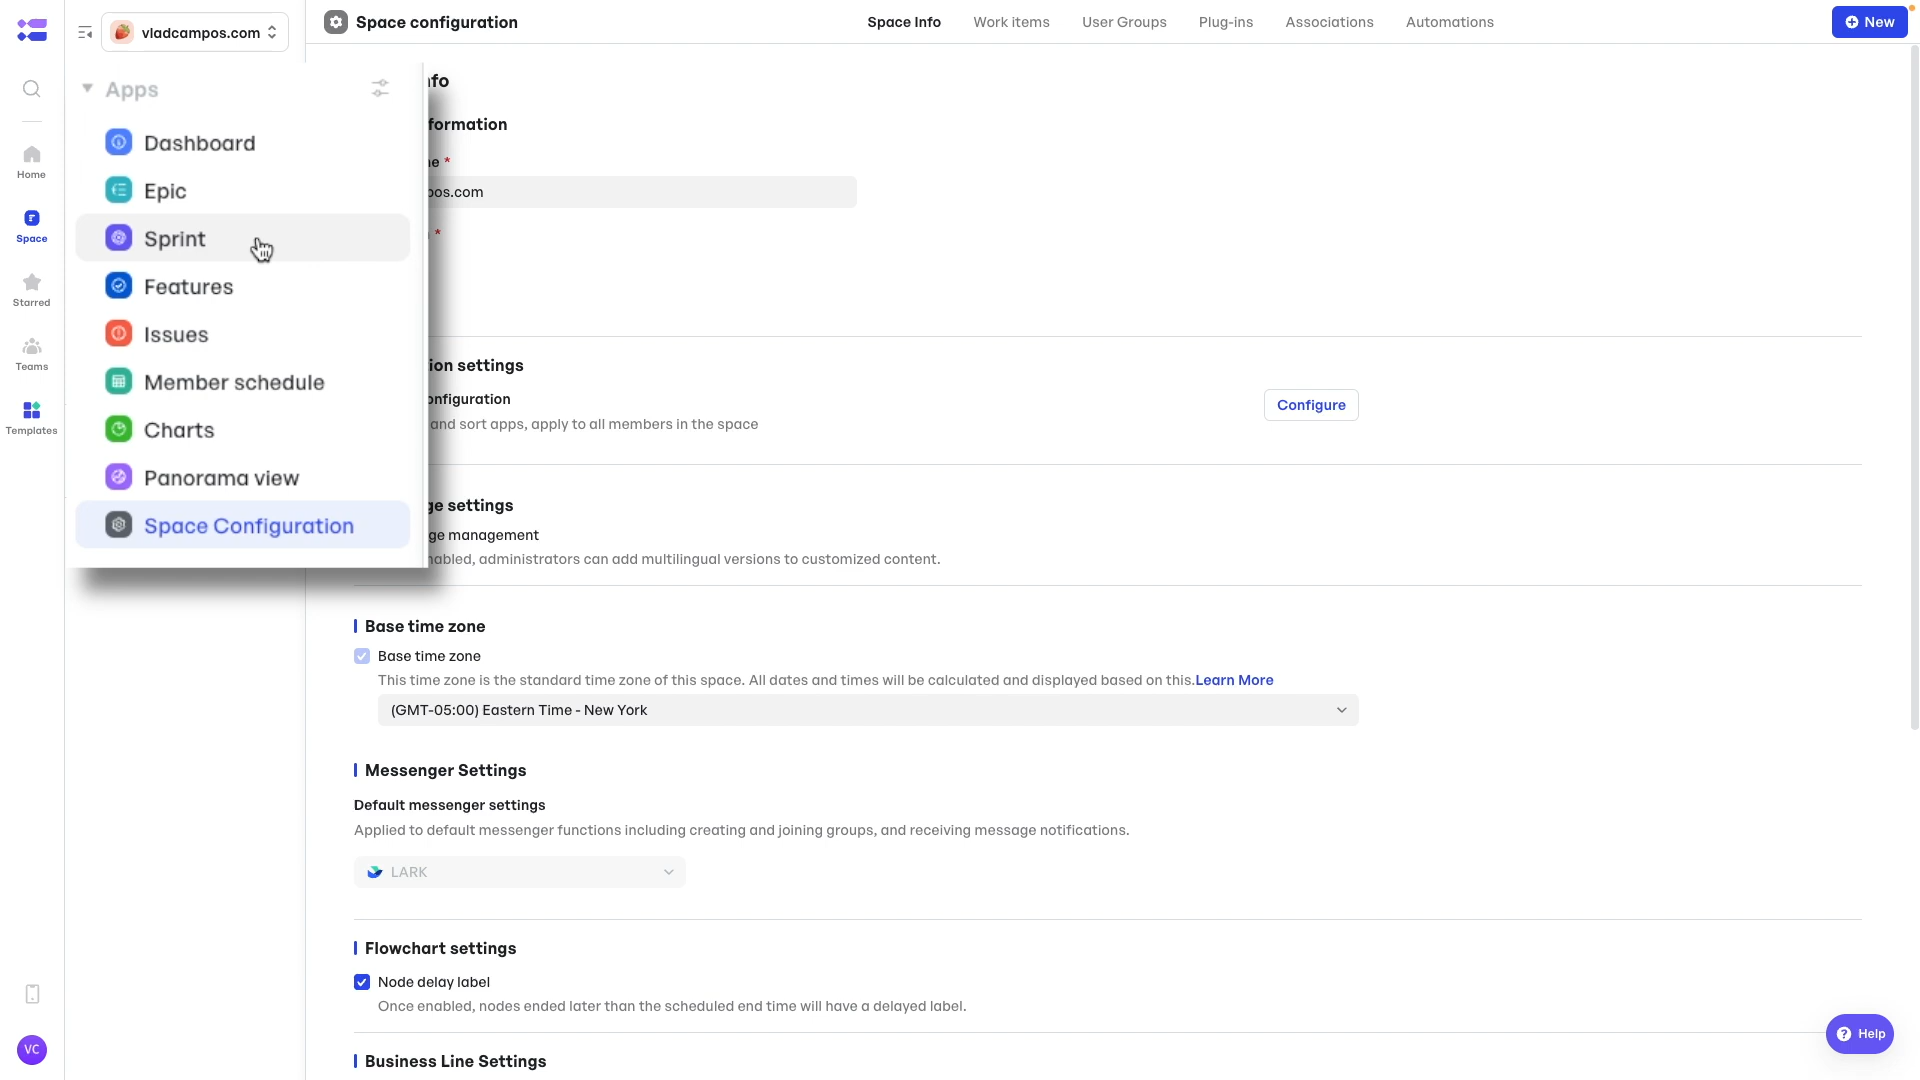 vladcampos.com
Space configuration
Space Info
Work items
User Groups
Plug-ins
Associations
Automations
New
Home
Space
Starred
Teams
Templates
VC
Apps
Dashboard
Epic
Sprint
Features
Issues
Member schedule
Charts
Panorama view
Space Configuration
nfo
formation
ne *
pos.com
*
ion settings
onfiguration
and sort apps, apply to all members in the space
Configure
ge settings
ge management
nabled, administrators can add multilingual versions to customized content.
Base time zone
Base time zone
This time zone is the standard time zone of this space. All dates and times will be calculated and displayed based on this.Learn More
(GMT-05:00) Eastern Time - New York
Messenger Settings
Default messenger settings
Applied to default messenger functions including creating and joining groups, and receiving message notifications.
LARK
Flowchart settings
Node delay label
Once enabled, nodes ended later than the scheduled end time will have a delayed label.
Business Line Settings
Help